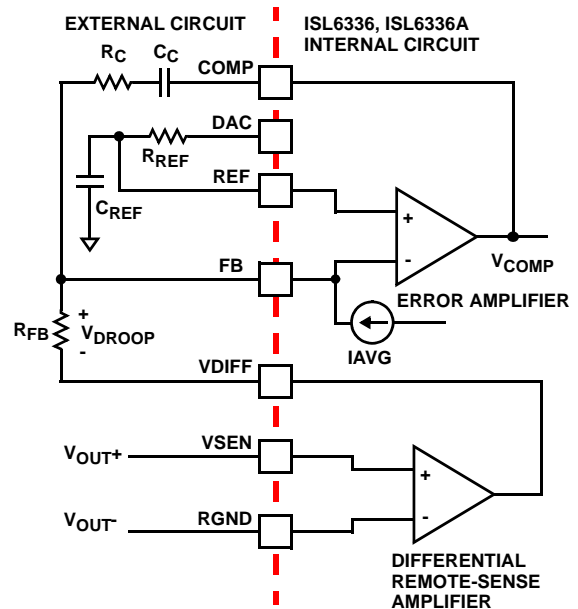 EXTERNAL CIRCUIT
ISL6336, ISL6336A
INTERNAL CIRCUIT
RC
CC
COMP
DAC
RREF
REF
CREF
+
-
VCOMP
FB
ERROR AMPLIFIER
IAVG
RFB
+
VDROOP
-
VDIFF
VOUT+
VSEN
+
-
VOUT-
RGND
DIFFERENTIAL
REMOTE-SENSE
AMPLIFIER